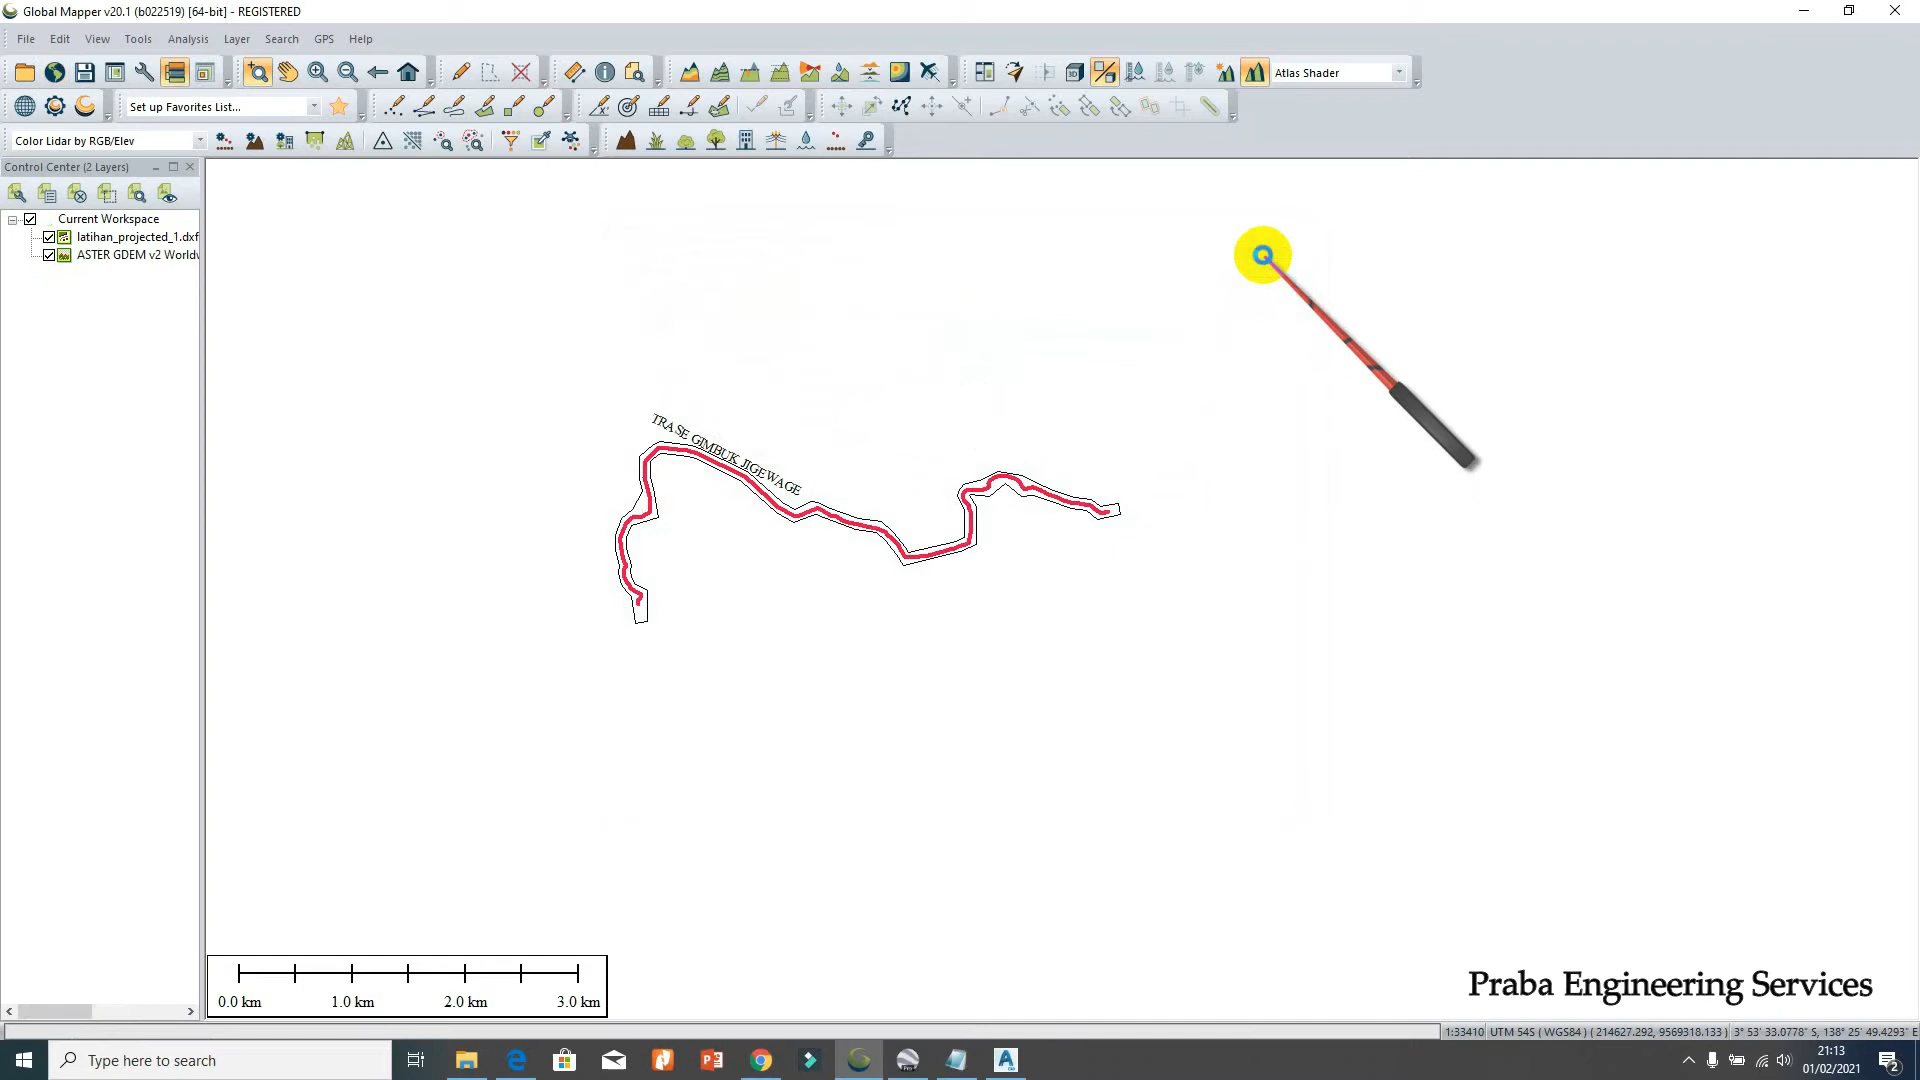 Global Mapper v20.1 (b022519) [64-bit] - REGISTERED
File Edit View Tools Analysis Layer Search GPS Help
Atlas Shader
Set up Favorites List...
Color Lidar by RGB/Elev
Control Center (2 Layers)
Current Workspace
latihan_projected_1.dxf
ASTER GDEM v2 Worldw
TRASE GIMBUK JIGEWAGE
0.0 km 1.0 km 2.0 km 3.0 km
Praba Engineering Services
1:33410 UTM 54S ( WGS84 ) ( 214627.292, 9569318.133 ) 3° 53' 33.0778" S, 138° 25' 49.4293" E
Type here to search
21:13
01/02/2021
2